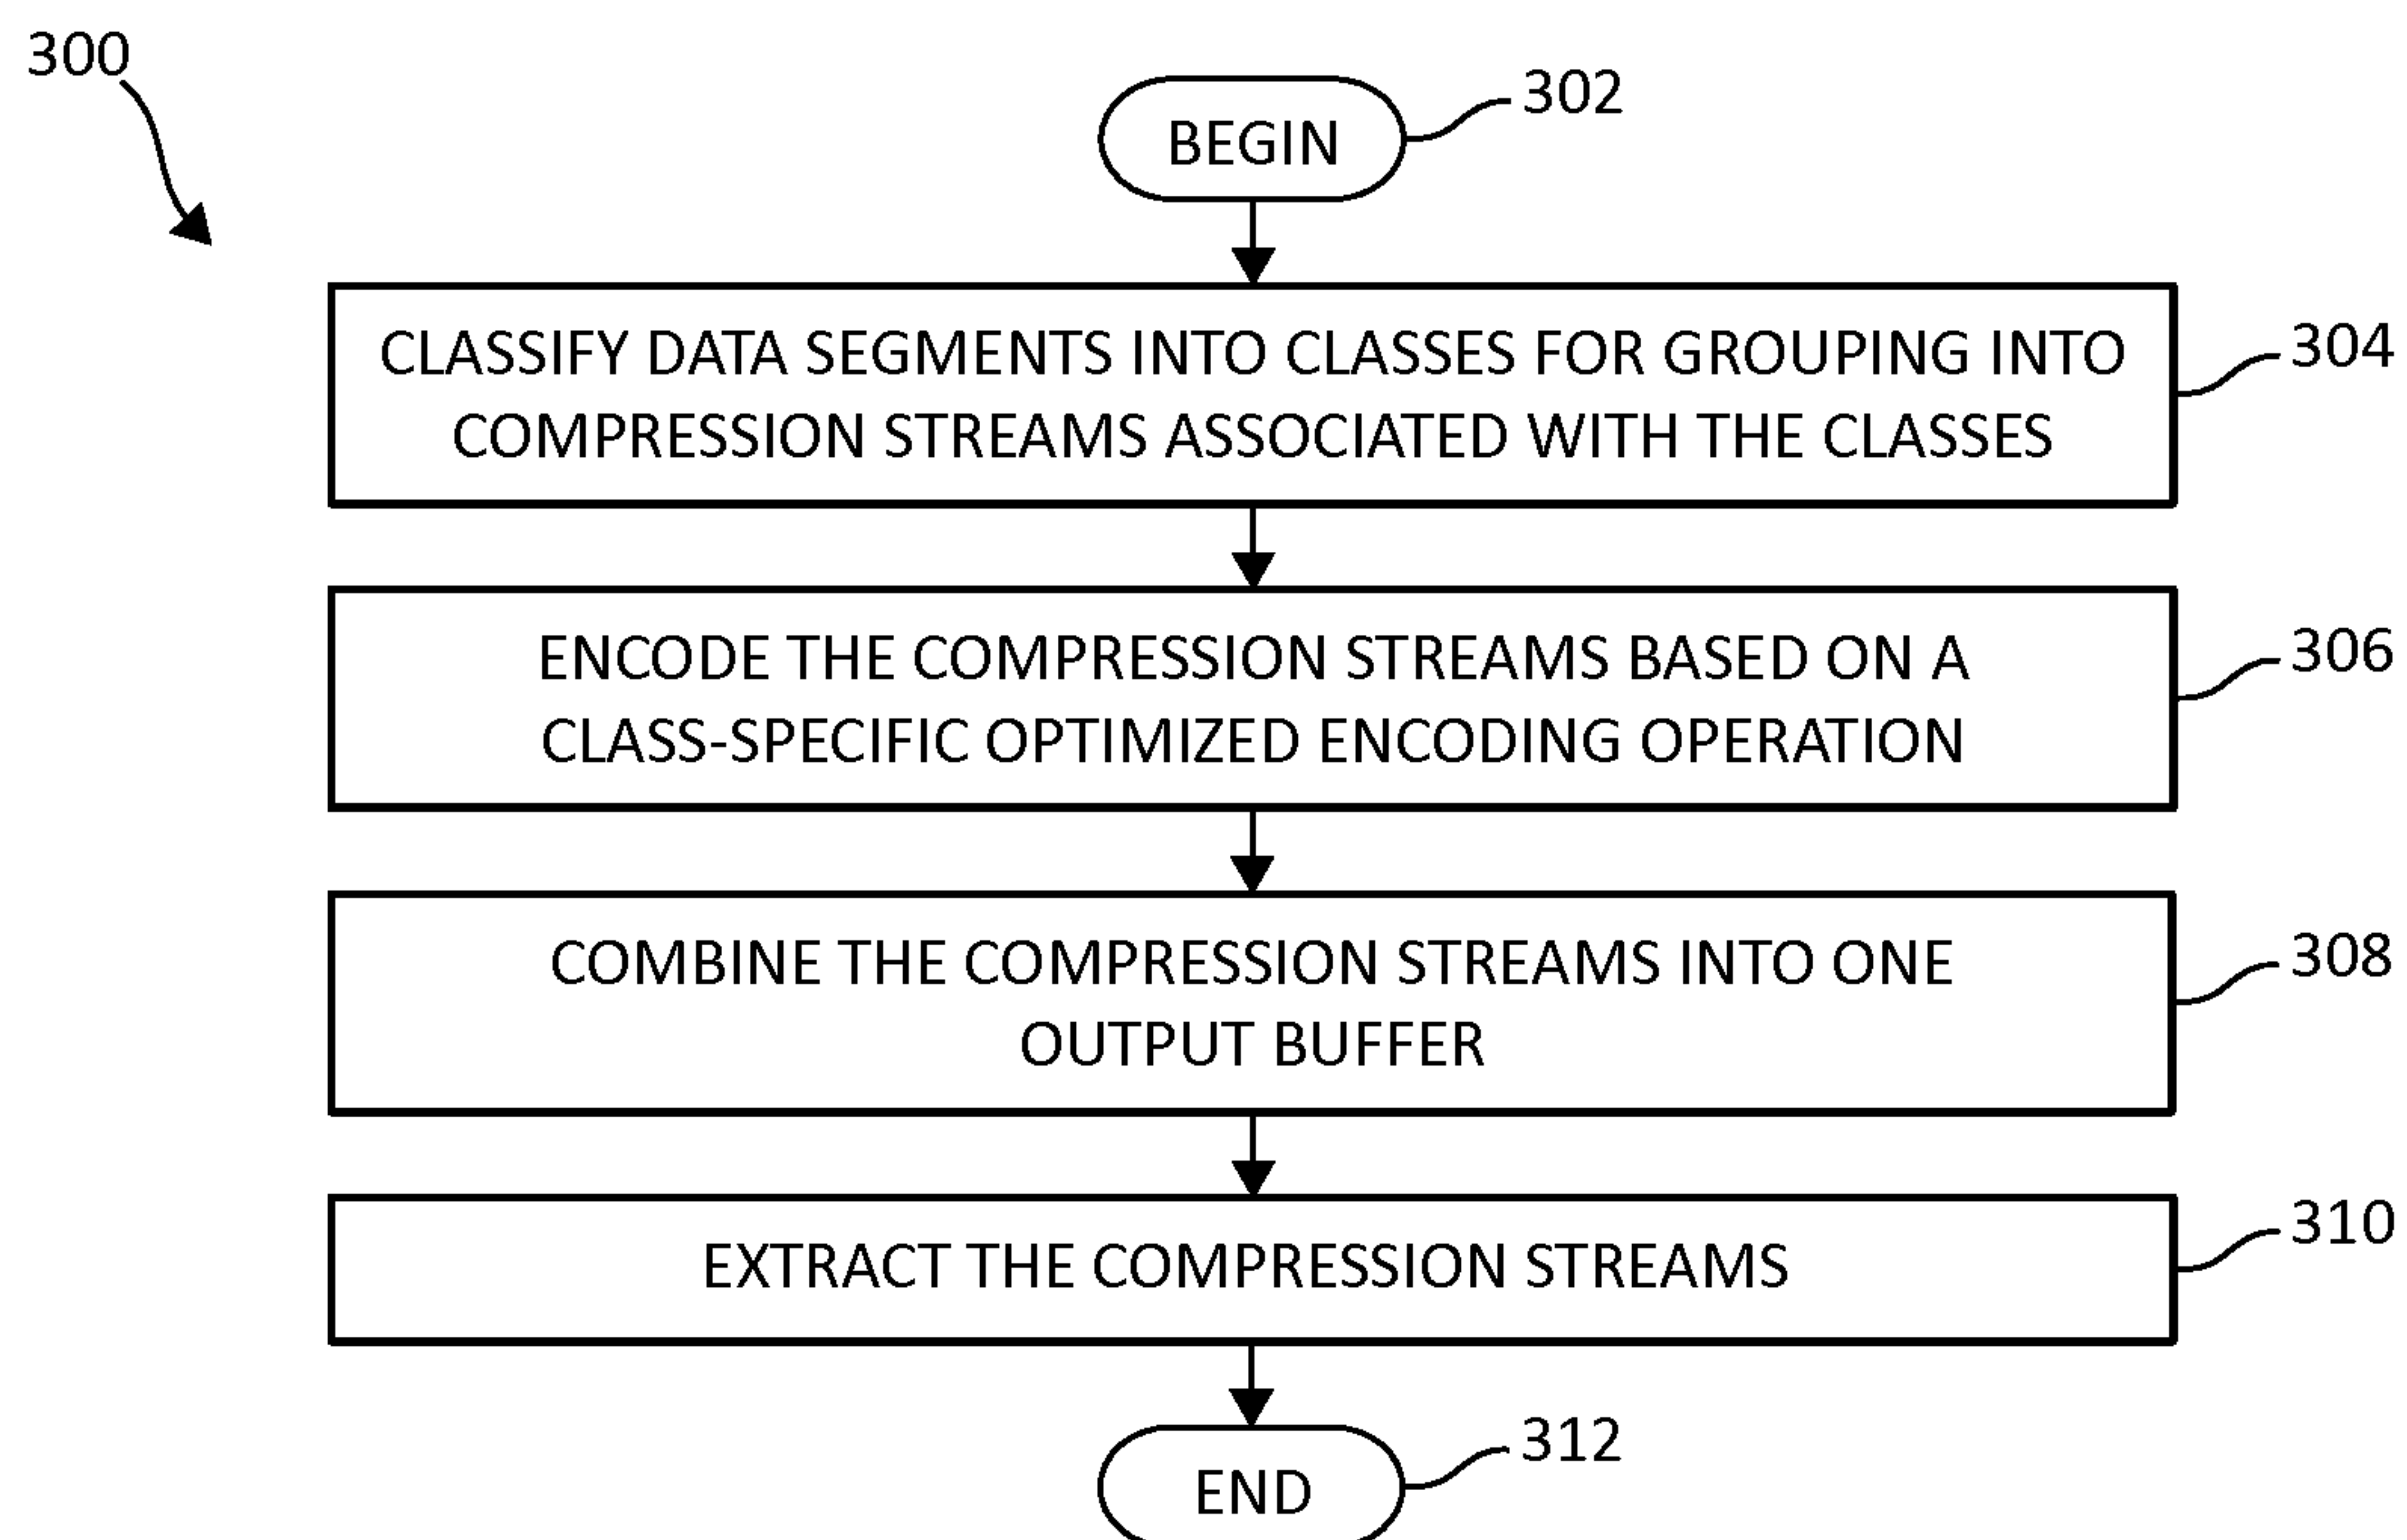 300
BEGIN
302
CLASSIFY DATA SEGMENTS INTO CLASSES FOR GROUPING INTO
COMPRESSION STREAMS ASSOCIATED WITH THE CLASSES
304
ENCODE THE COMPRESSION STREAMS BASED ON A
CLASS-SPECIFIC OPTIMIZED ENCODING OPERATION
306
COMBINE THE COMPRESSION STREAMS INTO ONE
OUTPUT BUFFER
308
EXTRACT THE COMPRESSION STREAMS
310
END
312